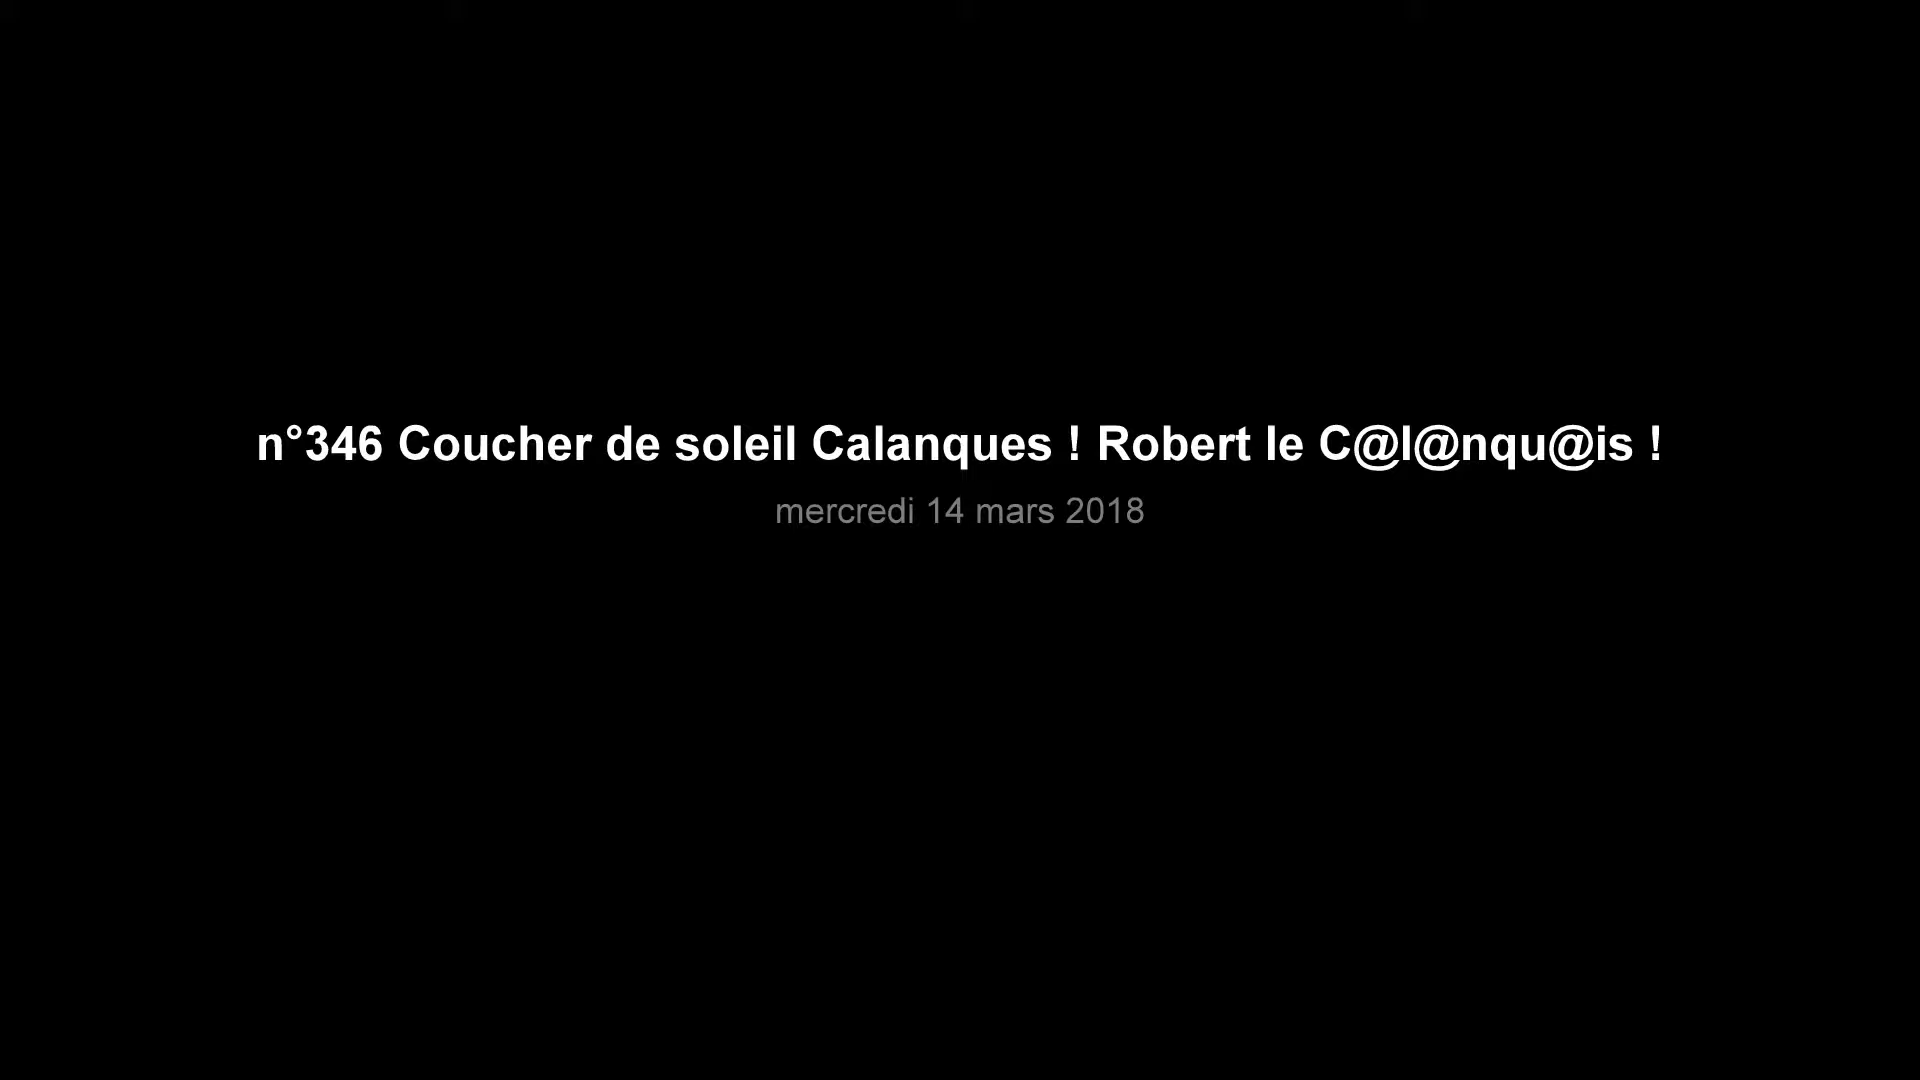 n°346 Coucher de soleil Calanques ! Robert le C@l@nqu@is !
mercredi 14 mars 2018